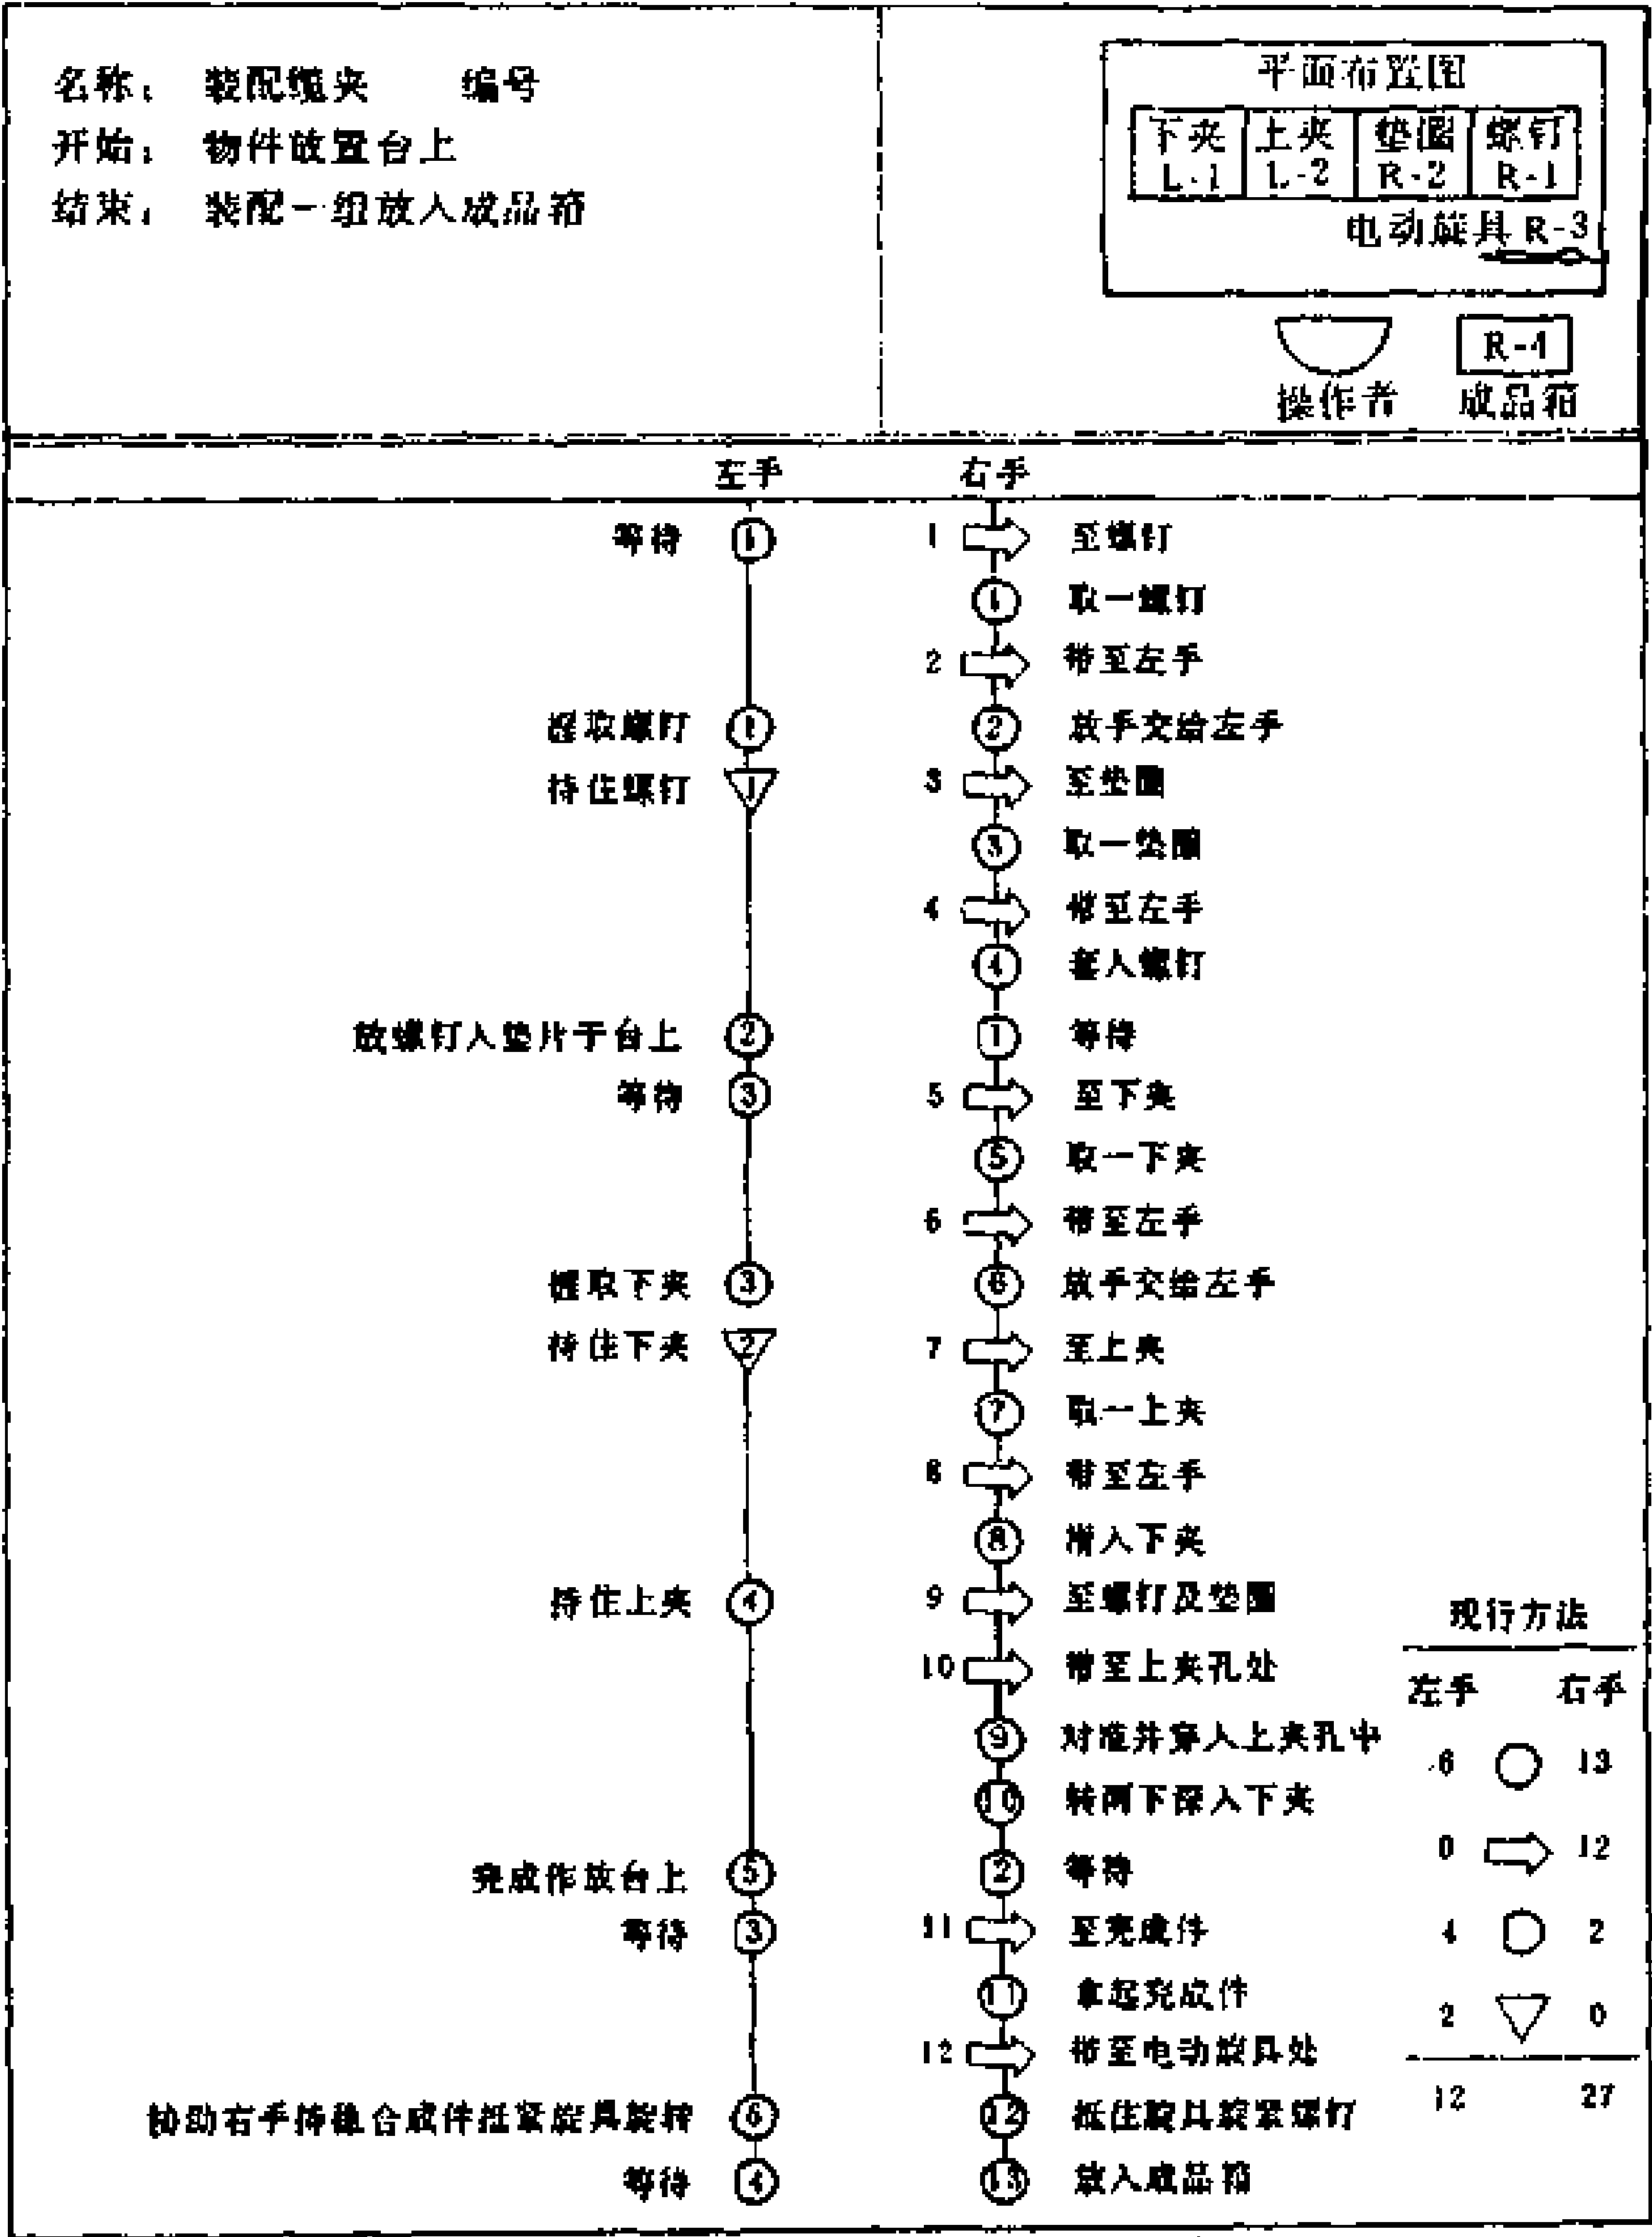 名称： 装配缆夹 编号
开始： 物件放置台上
结束： 装配一组放入成品箱
平面布置图
下夹 上夹 垫圈 螺钉
L-1 L-2 R-2 R-1
电动旋具 R-3
R-4
操作者 成品箱
左手 右手
等待 1 1 至螺钉
1 取一螺钉
2 带至左手
握取螺钉 1 2 放手交给左手
持住螺钉 1 3 至垫圈
3 取一垫圈
4 带至左手
4 套入螺钉
放螺钉入垫片于台上 2 1 等待
等待 3 5 至下夹
5 取一下夹
6 带至左手
握取下夹 3 6 放手交给左手
持住下夹 2 7 至上夹
7 取一上夹
8 带至左手
8 入下夹
持住上夹 4 9 至螺钉及垫圈
10 带至上夹孔处
9 对准并穿入上夹孔中
10 转两下深入下夹
2 等待
完成作放台上 5
等待 3 11 至完成件
11 拿起完成件
12 带至电动旋具处
协助右手持稳合成件抵紧旋具旋转 6 12 抵住旋具旋紧螺钉
等待 4 13 放入成品箱
现行方法
左手 右手
6 13
0 12
4 2
2 0
12 27